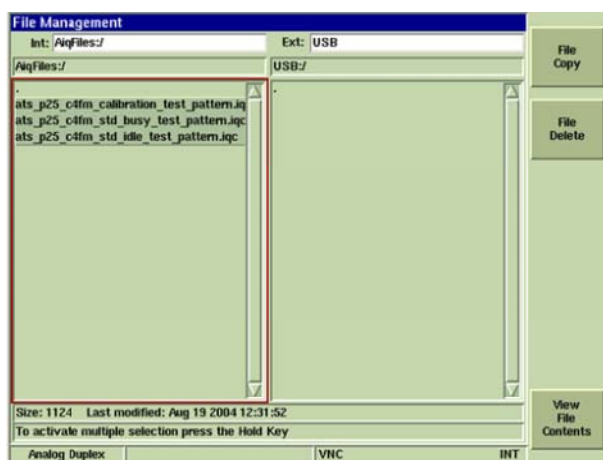 File Management
Int: AiqFiles:/ Ext: USB
AiqFiles:/ USB:/
. .
ats_p25_c4fm_calibration_test_pattern.iq
ats_p25_c4fm_std_busy_test_pattern.iqc
ats_p25_c4fm_std_idle_test_pattern.iqc
Size: 1124 Last modified: Aug 19 2004 12:31:52
To activate multiple selection press the Hold Key
Analog Duplex VNC INT
File
Copy
File
Delete
View
File
Contents